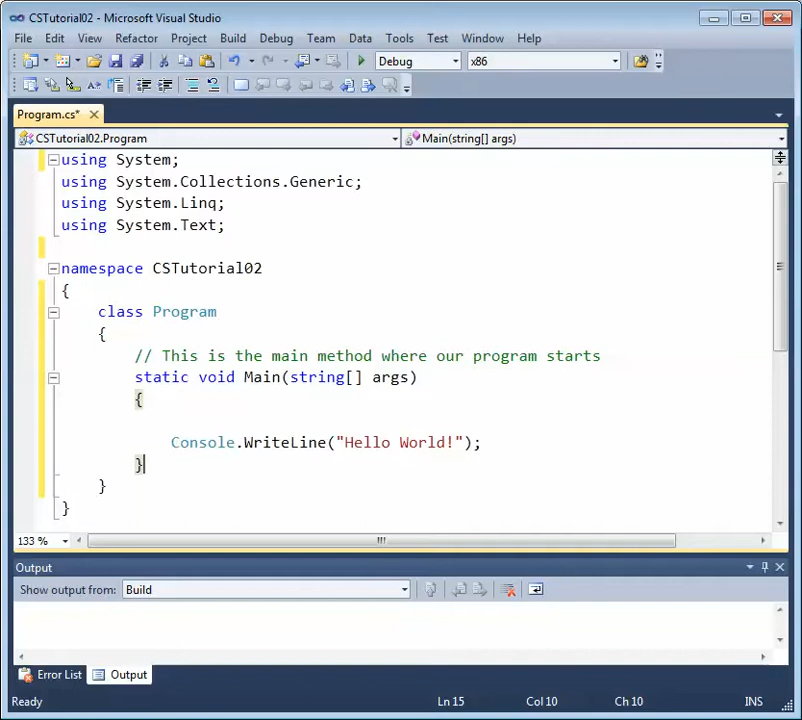 CSTutorial02 - Microsoft Visual Studio
File Edit View Refactor Project Build Debug Team Data Tools Test Window Help
Debug x86
Program.cs*
CSTutorial02.Program Main(string[] args)
using System;
using System.Collections.Generic;
using System.Linq;
using System.Text;
namespace CSTutorial02
{
class Program
{
// This is the main method where our program starts
static void Main(string[] args)
{
Console.WriteLine("Hello World!");
}
}
}
133 %
Output
Show output from: Build
Error List Output
Ready Ln 15 Col 10 Ch 10 INS